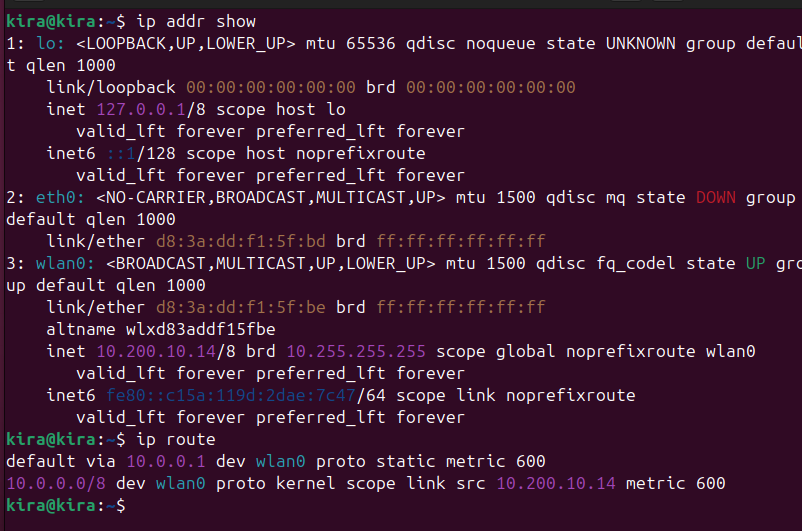 kira@kira:~$ ip addr show
1: lo: <LOOPBACK,UP,LOWER_UP> mtu 65536 qdisc noqueue state UNKNOWN group defaul
t qlen 1000
    link/loopback 00:00:00:00:00:00 brd 00:00:00:00:00:00
    inet 127.0.0.1/8 scope host lo
       valid_lft forever preferred_lft forever
    inet6 ::1/128 scope host noprefixroute
       valid_lft forever preferred_lft forever
2: eth0: <NO-CARRIER,BROADCAST,MULTICAST,UP> mtu 1500 qdisc mq state DOWN group
default qlen 1000
    link/ether d8:3a:dd:f1:5f:bd brd ff:ff:ff:ff:ff:ff
3: wlan0: <BROADCAST,MULTICAST,UP,LOWER_UP> mtu 1500 qdisc fq_codel state UP gro
up default qlen 1000
    link/ether d8:3a:dd:f1:5f:be brd ff:ff:ff:ff:ff:ff
    altname wlxd83addf15fbe
    inet 10.200.10.14/8 brd 10.255.255.255 scope global noprefixroute wlan0
       valid_lft forever preferred_lft forever
    inet6 fe80::c15a:119d:2dae:7c47/64 scope link noprefixroute
       valid_lft forever preferred_lft forever
kira@kira:~$ ip route
default via 10.0.0.1 dev wlan0 proto static metric 600
10.0.0.0/8 dev wlan0 proto kernel scope link src 10.200.10.14 metric 600
kira@kira:~$